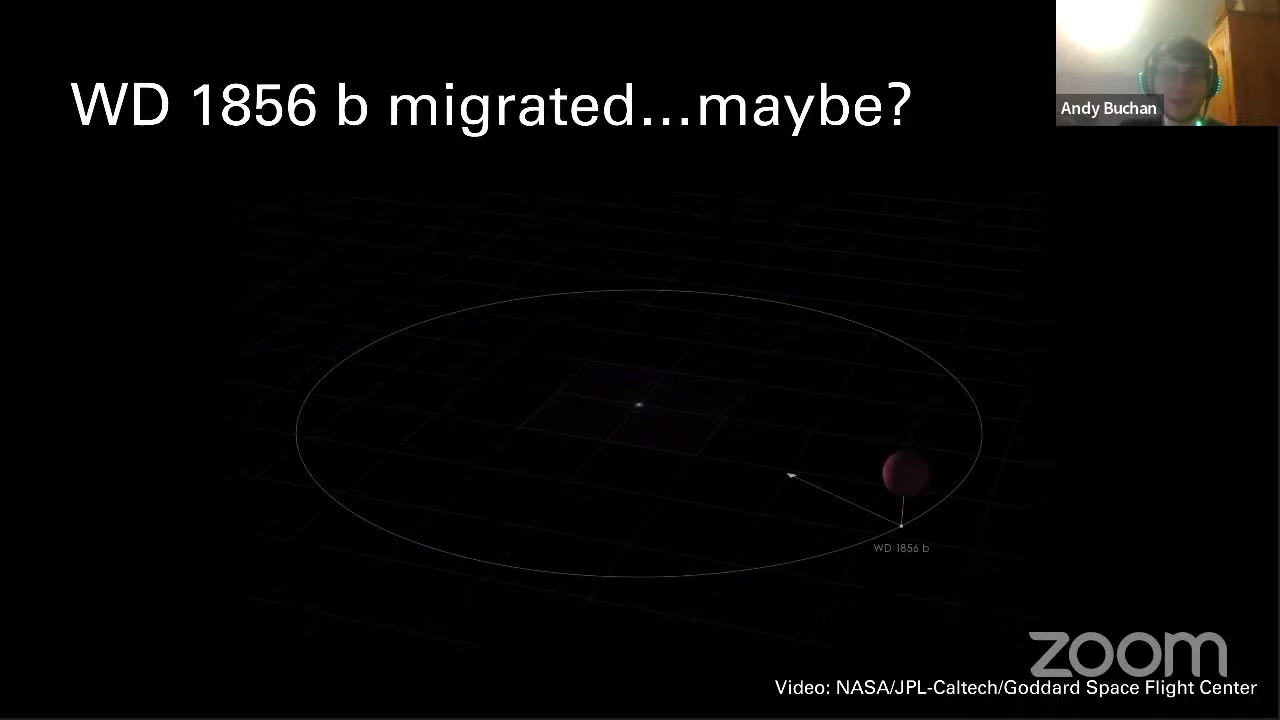 WD 1856 b migrated...maybe?
Andy Buchan
WD 1856 b
zoom
Video: NASA/JPL-Caltech/Goddard Space Flight Center